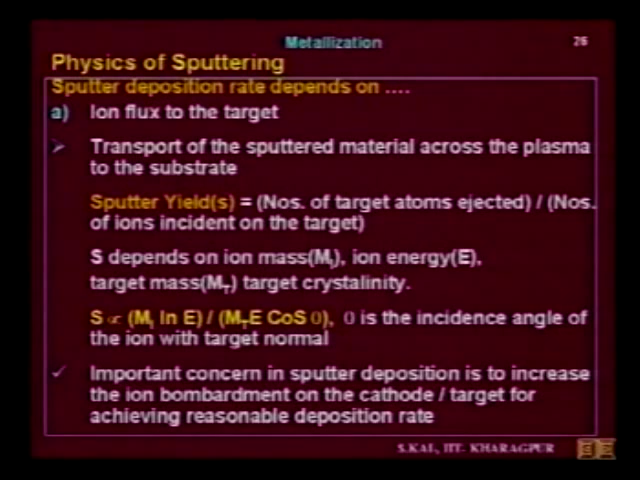 Metallization
26
Physics of Sputtering
Sputter deposition rate depends on ....
a) Ion flux to the target
➢ Transport of the sputtered material across the plasma
to the substrate
Sputter Yield(s) = (Nos. of target atoms ejected) / (Nos.
of ions incident on the target)
S depends on ion mass(Mᵢ), ion energy(E),
target mass(M_T) target crystalinity.
S ∝ (Mᵢ ln E) / (M_TE CoS θ), θ is the incidence angle of
the ion with target normal
✓ Important concern in sputter deposition is to increase
the ion bombardment on the cathode / target for
achieving reasonable deposition rate
S.KAL, IIT- KHARAGPUR